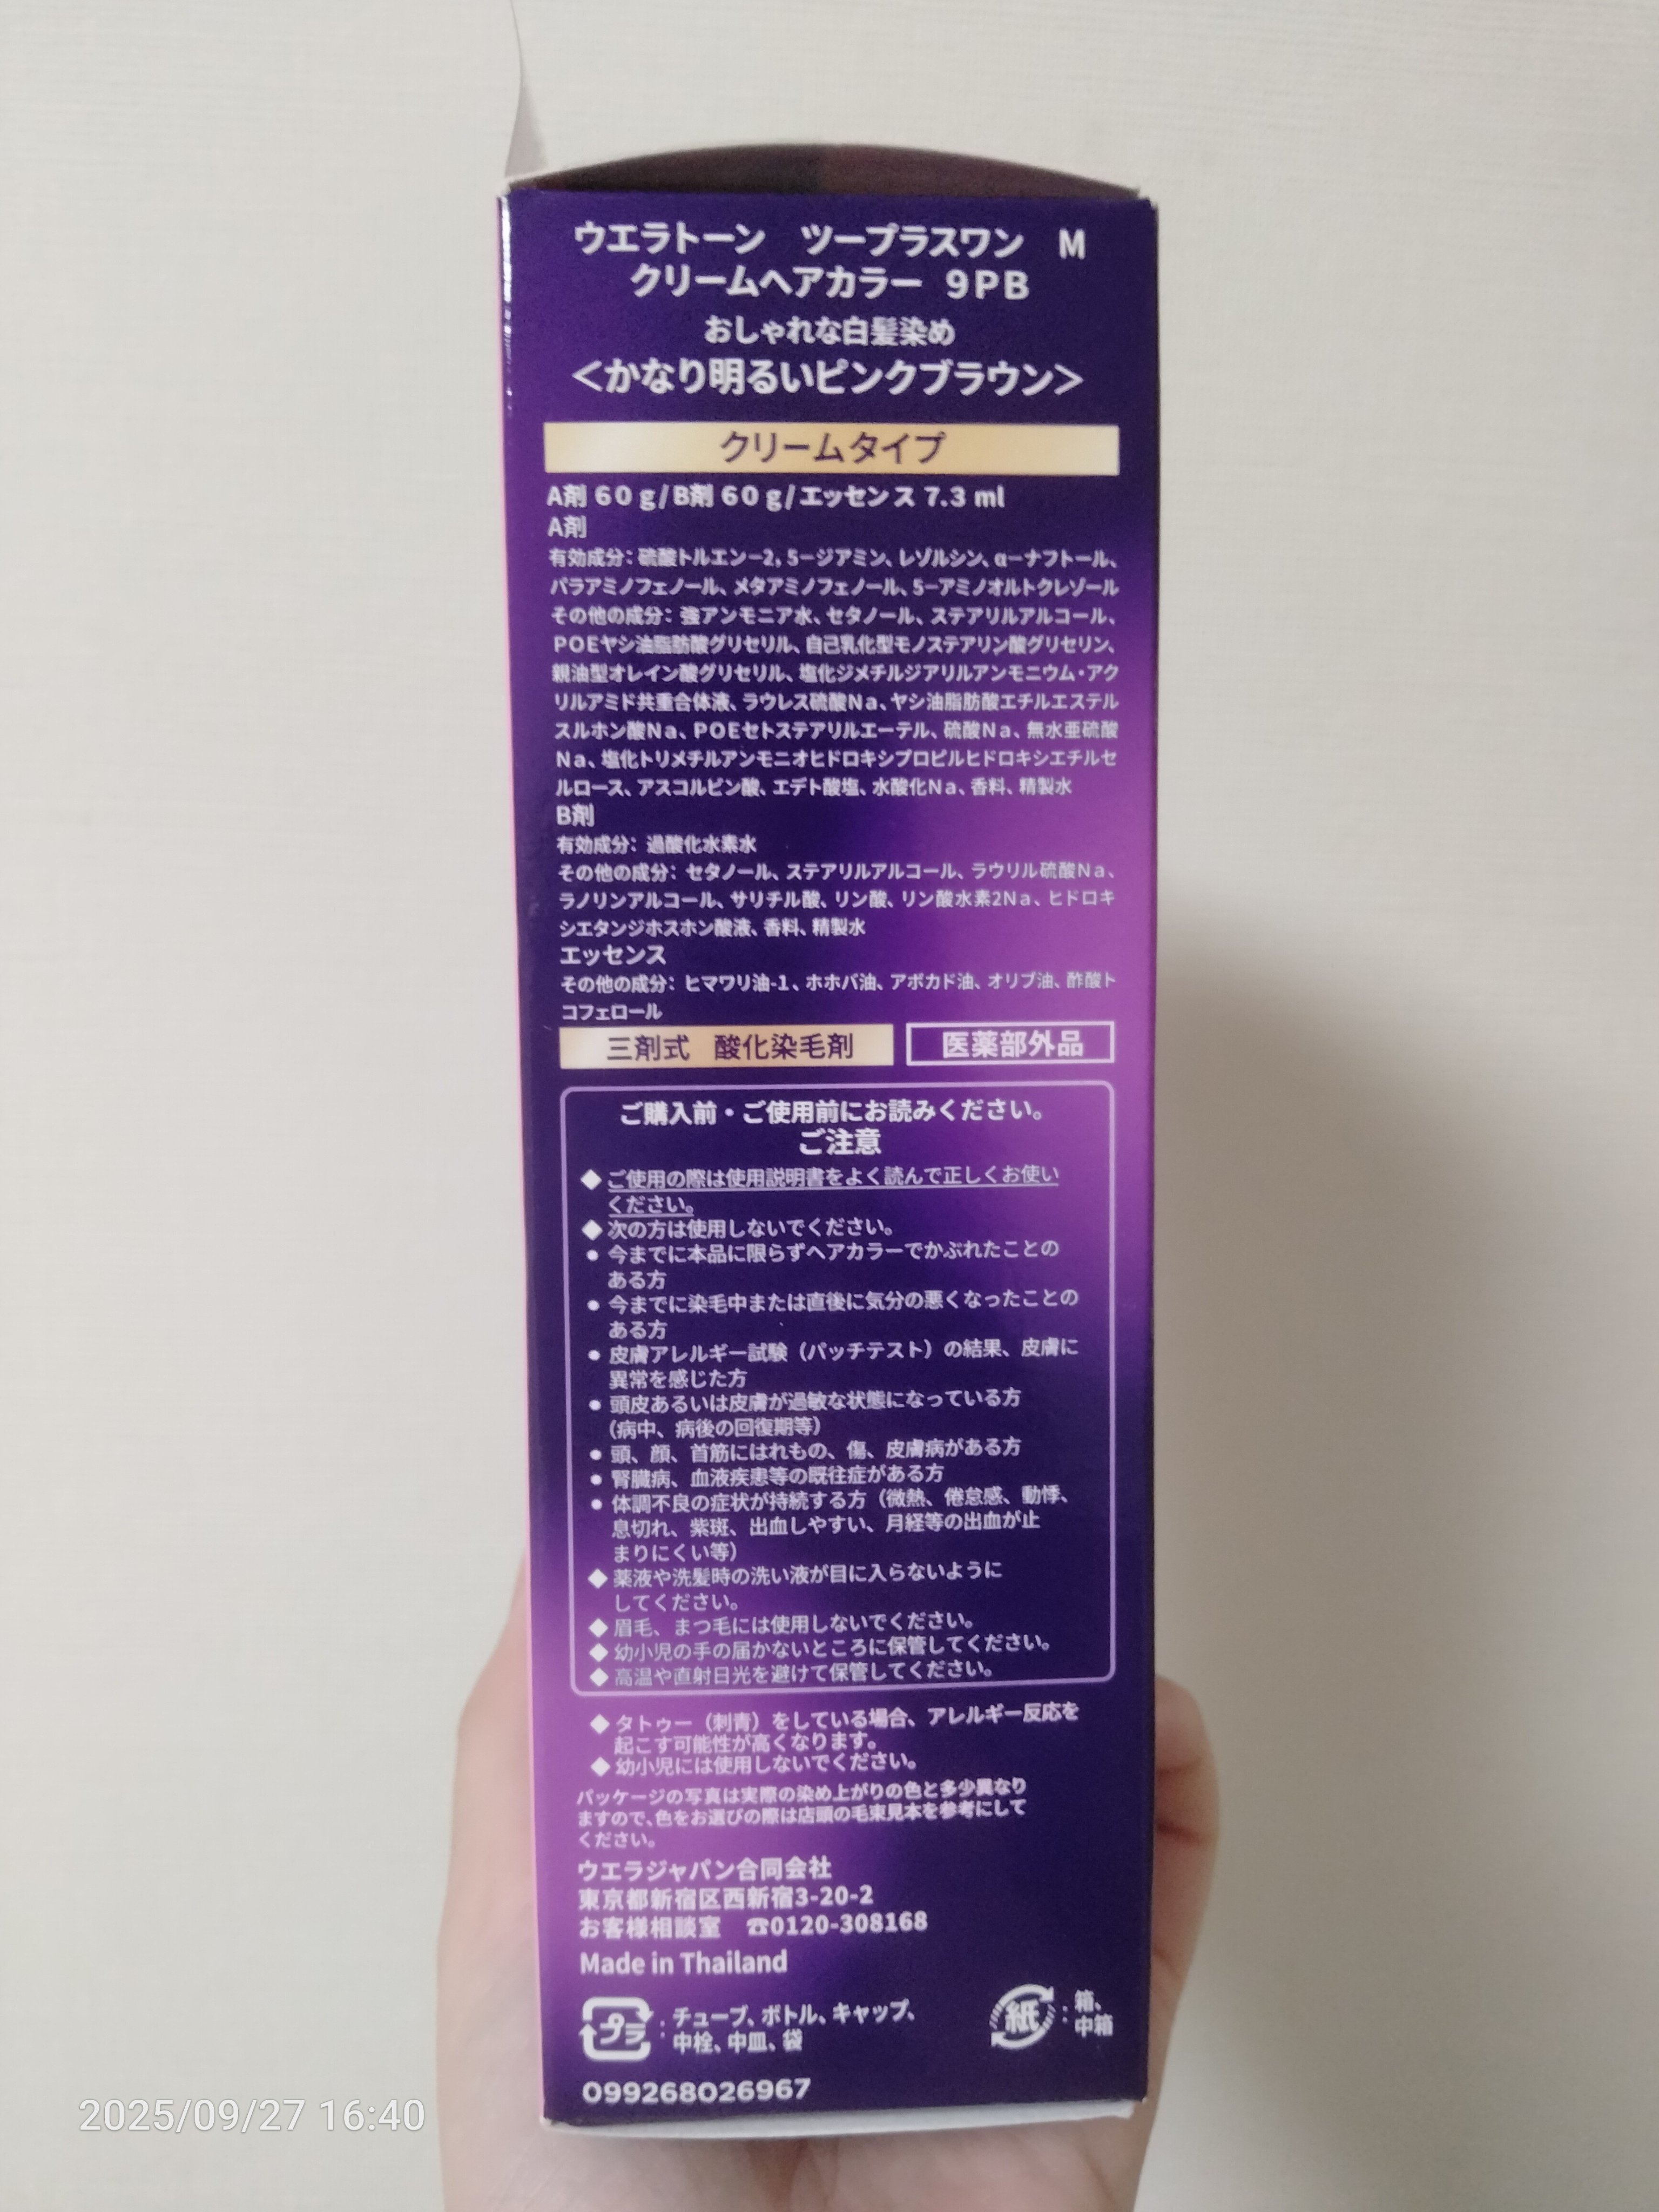 ウエラトーン ツープラスワン M
クリームヘアカラー 9PB
おしゃれな白髪染め
＜かなり明るいピンクブラウン＞
クリームタイプ
A剤 60 g/B剤 60 g/エッセンス 7.3 ml
A剤
有効成分：硫酸トルエン－2，5－ジアミン、レゾルシン、α－ナフトール、
パラアミノフェノール、メタアミノフェノール、5－アミノオルトクレゾール
その他の成分：強アンモニア水、セタノール、ステアリルアルコール、
POEヤシ油脂肪酸グリセリル、自己乳化型モノステアリン酸グリセリン、
親油型オレイン酸グリセリル、塩化ジメチルジアリルアンモニウム・アク
リルアミド共重合体液、ラウレス硫酸Na、ヤシ油脂肪酸エチルエステル
スルホン酸Na、POEセトステアリルエーテル、硫酸Na、無水亜硫酸
Na、塩化トリメチルアンモニオヒドロキシプロピルヒドロキシエチルセ
ルロース、アスコルビン酸、エデト酸塩、水酸化Na、香料、精製水
B剤
有効成分：過酸化水素水
その他の成分：セタノール、ステアリルアルコール、ラウリル硫酸Na、
ラノリンアルコール、サリチル酸、リン酸、リン酸水素2Na、ヒドロキ
シエタンジホスホン酸液、香料、精製水
エッセンス
その他の成分：ヒマワリ油-1、ホホバ油、アボカド油、オリブ油、酢酸ト
コフェロール
三剤式 酸化染毛剤 医薬部外品
ご購入前・ご使用前にお読みください。
ご注意
◆ご使用の際は使用説明書をよく読んで正しくお使い
ください。
◆次の方は使用しないでください。
●今までに本品に限らずヘアカラーでかぶれたことの
ある方
●今までに染毛中または直後に気分の悪くなったことの
ある方
●皮膚アレルギー試験（パッチテスト）の結果、皮膚に
異常を感じた方
●頭皮あるいは皮膚が過敏な状態になっている方
（病中、病後の回復期等）
●頭、顔、首筋にはれもの、傷、皮膚病がある方
●腎臓病、血液疾患等の既往症がある方
●体調不良の症状が持続する方（微熱、倦怠感、動悸、
息切れ、紫斑、出血しやすい、月経等の出血が止
まりにくい等）
◆薬液や洗髪時の洗い液が目に入らないように
してください。
◆眉毛、まつ毛には使用しないでください。
◆幼小児の手の届かないところに保管してください。
◆高温や直射日光を避けて保管してください。
◆タトゥー（刺青）をしている場合、アレルギー反応を
起こす可能性が高くなります。
◆幼小児には使用しないでください。
パッケージの写真は実際の染め上がりの色と多少異なり
ますので、色をお選びの際は店頭の毛束見本を参考にして
ください。
ウエラジャパン合同会社
東京都新宿区西新宿3-20-2
お客様相談室 ☎0120-308168
Made in Thailand
プラ：チューブ、ボトル、キャップ、
中栓、中皿、袋
紙：箱、
中箱
099268026967
2025/09/27 16:40